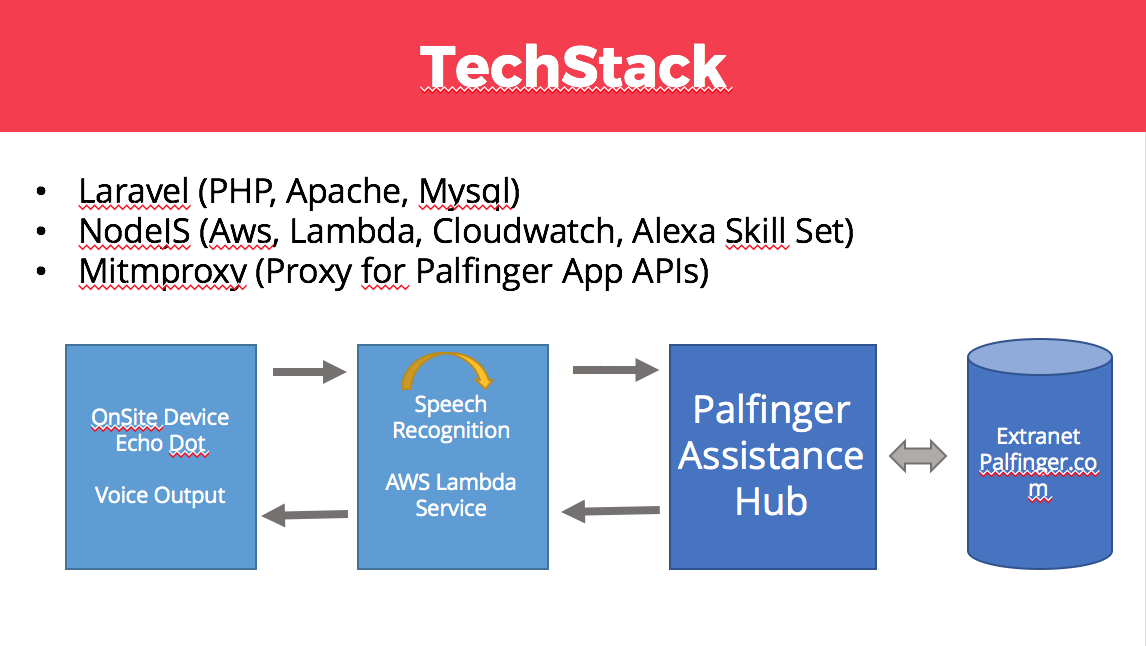 TechStack
• Laravel (PHP, Apache, Mysql)
• NodeJS (Aws, Lambda, Cloudwatch, Alexa Skill Set)
• Mitmproxy (Proxy for Palfinger App APIs)
OnSite Device
Echo Dot
Voice Output
Speech
Recognition
AWS Lambda
Service
Palfinger
Assistance
Hub
Extranet
Palfinger.co
m